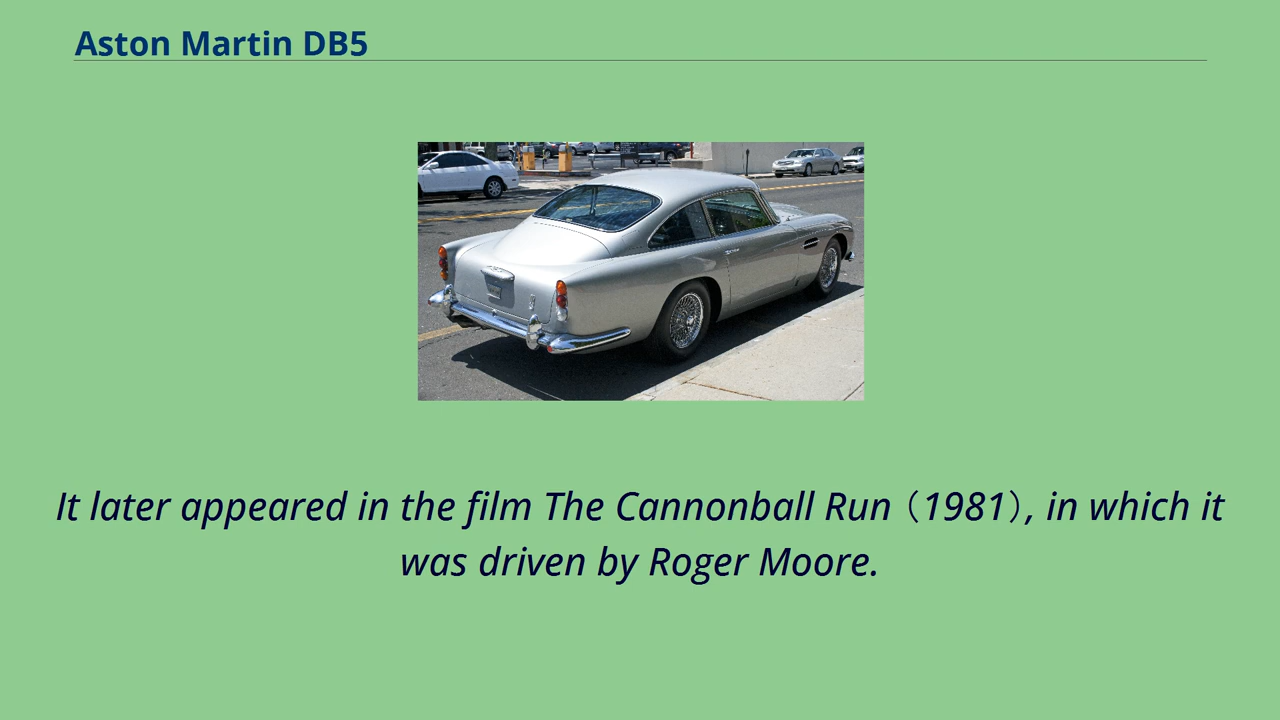 Aston Martin DB5
It later appeared in the film The Cannonball Run（1981）, in which it
was driven by Roger Moore.